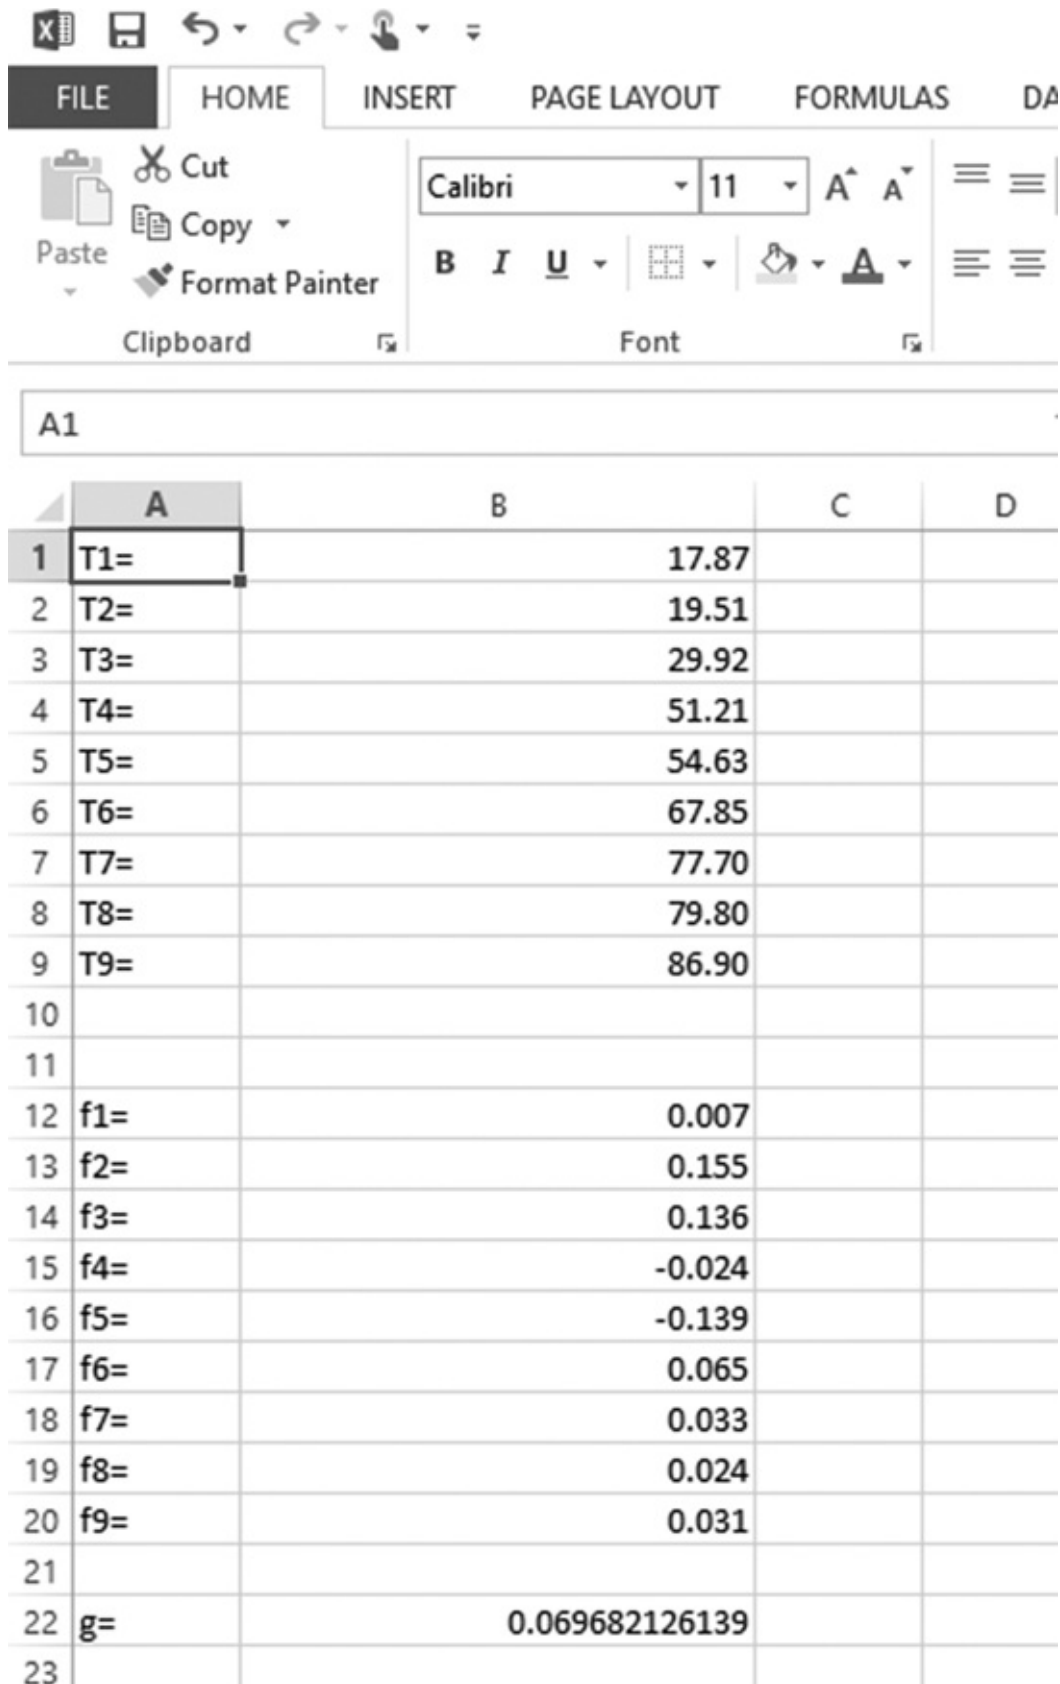 FILE HOME INSERT PAGE LAYOUT FORMULAS DA
Cut
Copy
Paste
Format Painter
Clipboard
Calibri 11 A A
B I U A
Font
A1
A B C D
1 T1= 17.87
2 T2= 19.51
3 T3= 29.92
4 T4= 51.21
5 T5= 54.63
6 T6= 67.85
7 T7= 77.70
8 T8= 79.80
9 T9= 86.90
10
11
12 f1= 0.007
13 f2= 0.155
14 f3= 0.136
15 f4= -0.024
16 f5= -0.139
17 f6= 0.065
18 f7= 0.033
19 f8= 0.024
20 f9= 0.031
21
22 g= 0.069682126139
23